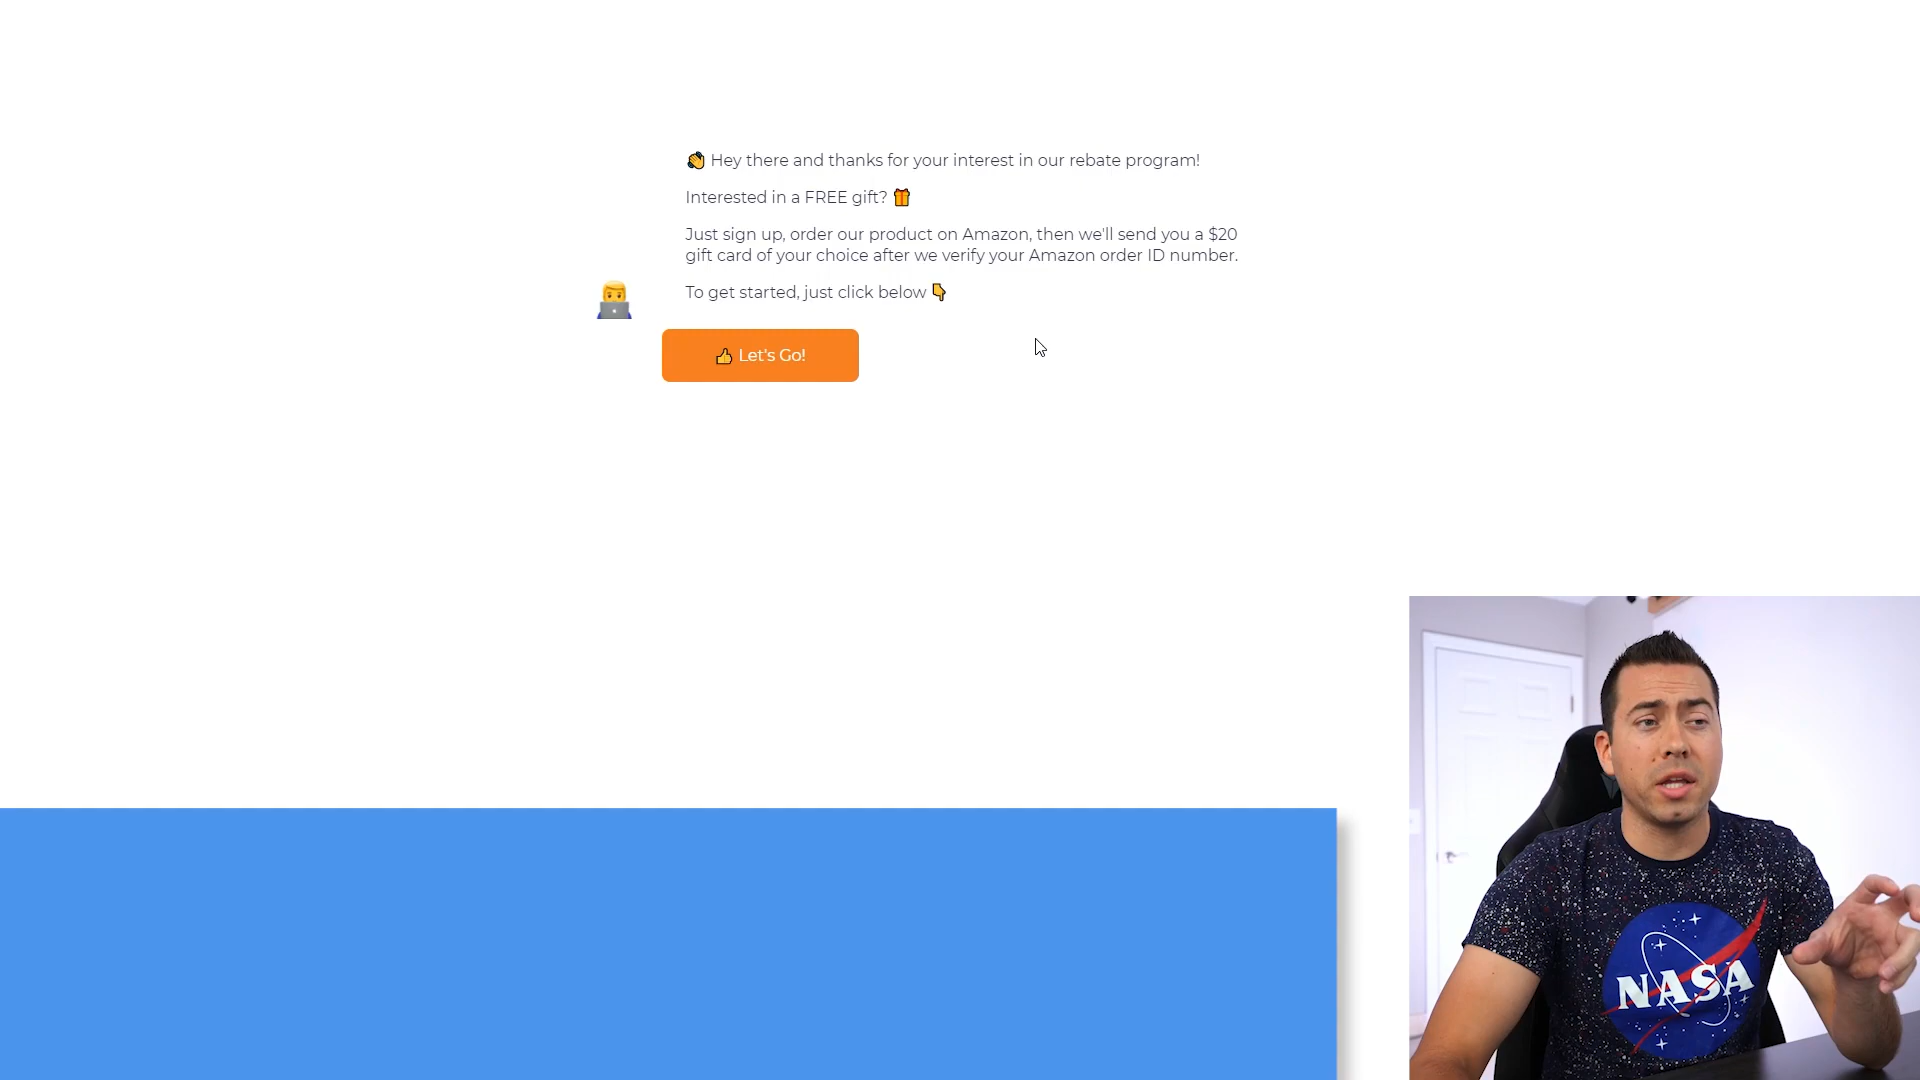 👋 Hey there and thanks for your interest in our rebate program!
Interested in a FREE gift? 🎁
Just sign up, order our product on Amazon, then we'll send you a $20
gift card of your choice after we verify your Amazon order ID number.
To get started, just click below 👇
👍 Let's Go!
NASA